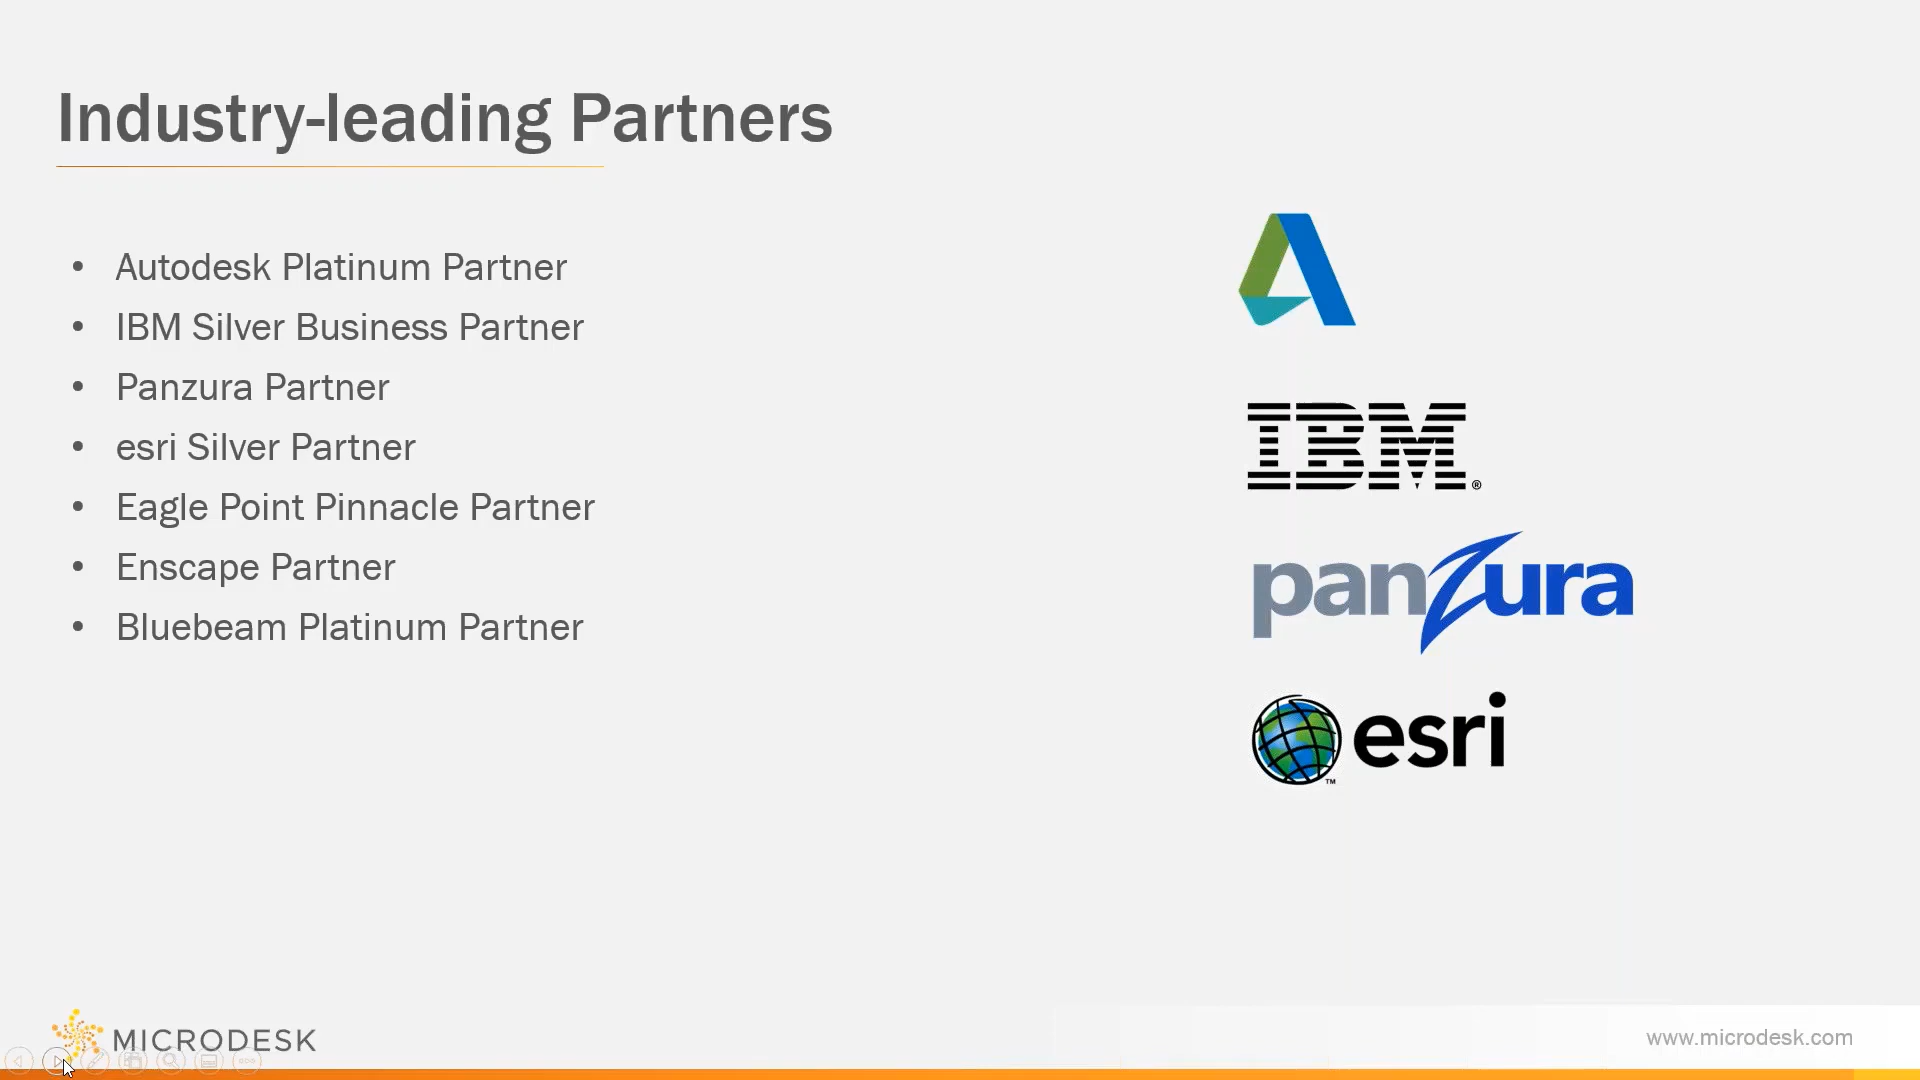 Industry-leading Partners
• Autodesk Platinum Partner
• IBM Silver Business Partner
• Panzura Partner
• esri Silver Partner
• Eagle Point Pinnacle Partner
• Enscape Partner
• Bluebeam Platinum Partner
IBM®
panzura
esri
™
MICRODESK
www.microdesk.com